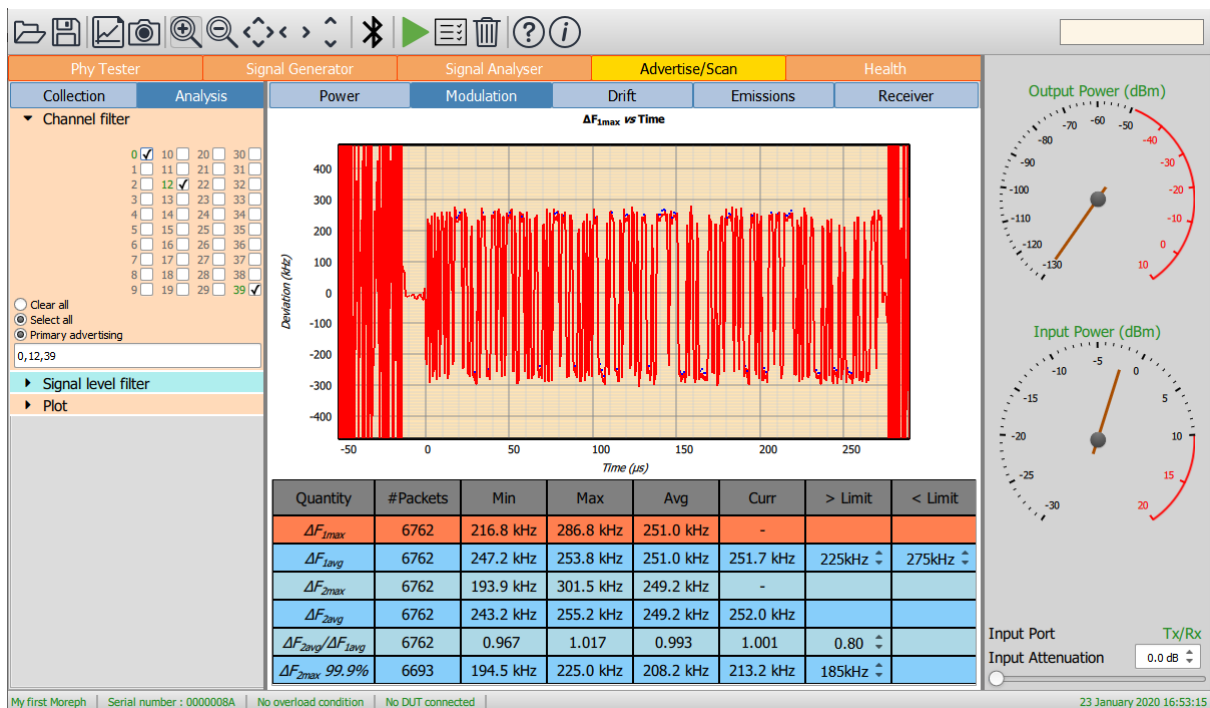 Phy Tester Signal Generator Signal Analyser Advertise/Scan Health
Collection Analysis Power Modulation Drift Emissions Receiver
Channel filter
0 10 20 30
1 11 21 31
2 12 22 32
3 13 23 33
4 14 24 34
5 15 25 35
6 16 26 36
7 17 27 37
8 18 28 38
9 19 29 39
Clear all
Select all
Primary advertising
0,12,39
Signal level filter
Plot
ΔF1max vs Time
Deviation (kHz)
400
300
200
100
0
-100
-200
-300
-400
-50 0 50 100 150 200 250
Time (µs)
Quantity #Packets Min Max Avg Curr > Limit < Limit
ΔF1max 6762 216.8 kHz 286.8 kHz 251.0 kHz -
ΔF1avg 6762 247.2 kHz 253.8 kHz 251.0 kHz 251.7 kHz 225kHz 275kHz
ΔF2max 6762 193.9 kHz 301.5 kHz 249.2 kHz -
ΔF2avg 6762 243.2 kHz 255.2 kHz 249.2 kHz 252.0 kHz
ΔF2avg/ΔF1avg 6762 0.967 1.017 0.993 1.001 0.80
ΔF2max 99.9% 6693 194.5 kHz 225.0 kHz 208.2 kHz 213.2 kHz 185kHz
Output Power (dBm)
-130 -120 -110 -100 -90 -80 -70 -60 -50 -40 -30 -20 -10 0 10
Input Power (dBm)
-30 -25 -20 -15 -10 -5 0 5 10 15 20
Input Port Tx/Rx
Input Attenuation 0.0 dB
My first Moreph Serial number : 0000008A No overload condition No DUT connected 23 January 2020 16:53:15